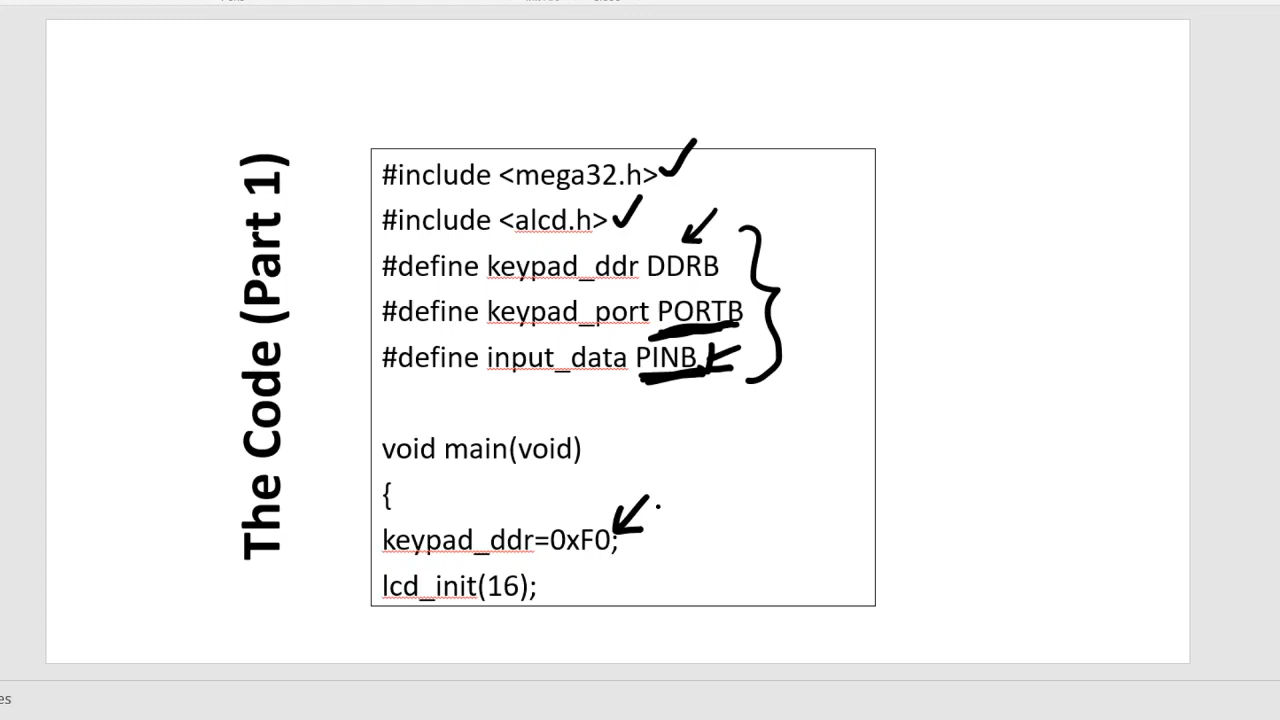 The Code (Part 1)
#include <mega32.h>
#include <alcd.h>
#define keypad_ddr DDRB
#define keypad_port PORTB
#define input_data PINB
void main(void)
{
keypad_ddr=0xF0;
lcd_init(16);